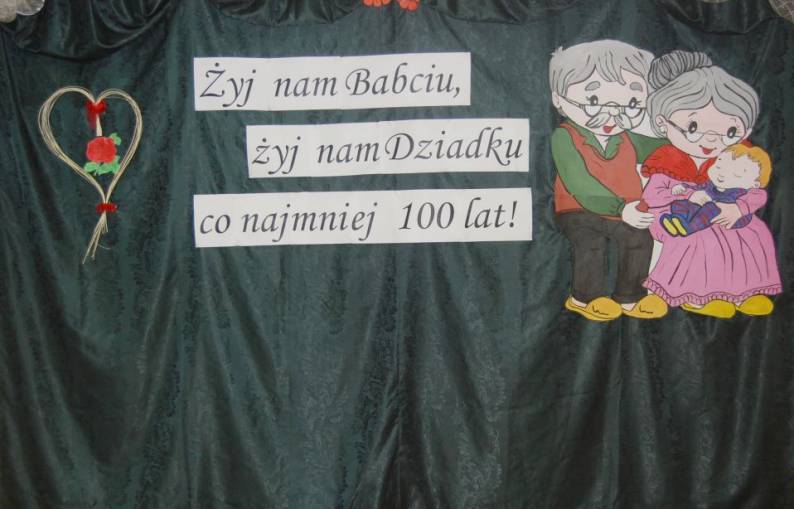 Żyj nam Babciu,
żyj nam Dziadku
co najmniej 100 lat!